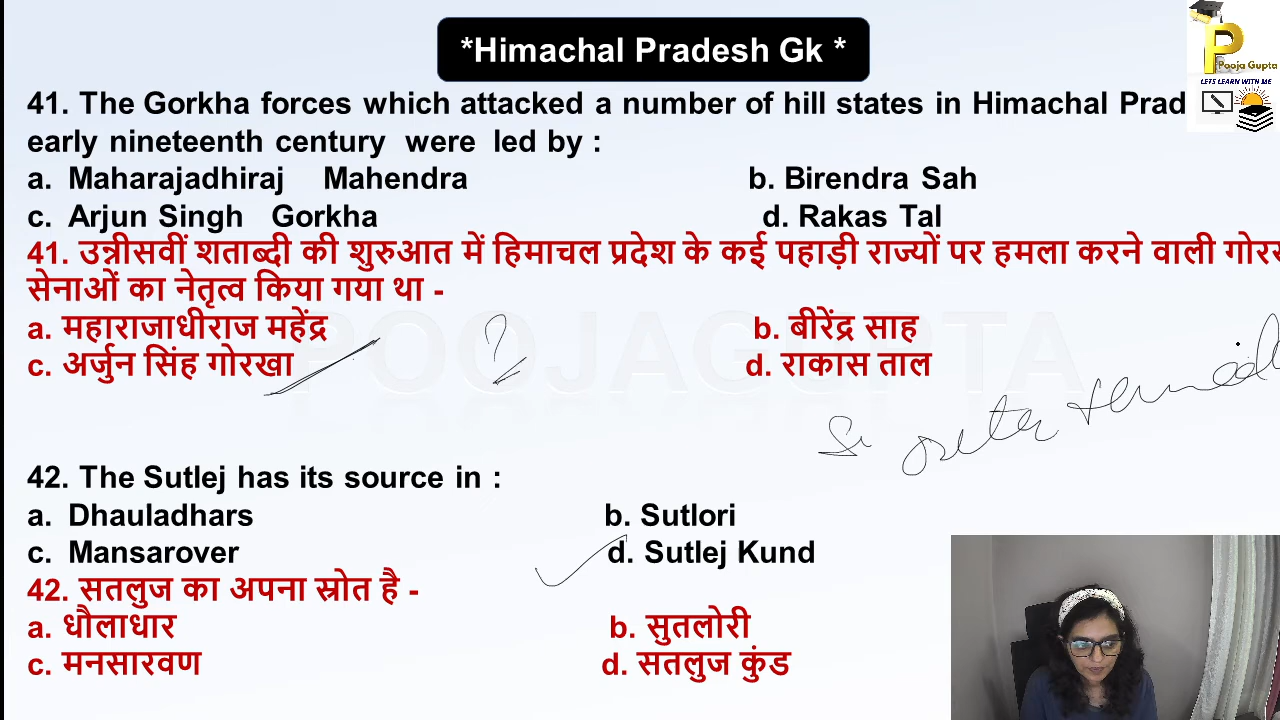 *Himachal Pradesh Gk *
P
Pooja Gupta
LETS LEARN WITH ME
41. The Gorkha forces which attacked a number of hill states in Himachal Prad
early nineteenth century were led by :
a. Maharajadhiraj Mahendra b. Birendra Sah
c. Arjun Singh Gorkha d. Rakas Tal
41. उन्नीसवीं शताब्दी की शुरुआत में हिमाचल प्रदेश के कई पहाड़ी राज्यों पर हमला करने वाली गोरख
सेनाओं का नेतृत्व किया गया था -
a. महाराजाधीराज महेंद्र b. बीरेंद्र साह
c. अर्जुन सिंह गोरखा ? d. राकास ताल
POOJAGUPTA
42. The Sutlej has its source in :
a. Dhauladhars b. Sutlori
c. Mansarover d. Sutlej Kund
42. सतलुज का अपना स्रोत है -
a. धौलाधार b. सुतलोरी
c. मनसारवण d. सतलुज कुंड